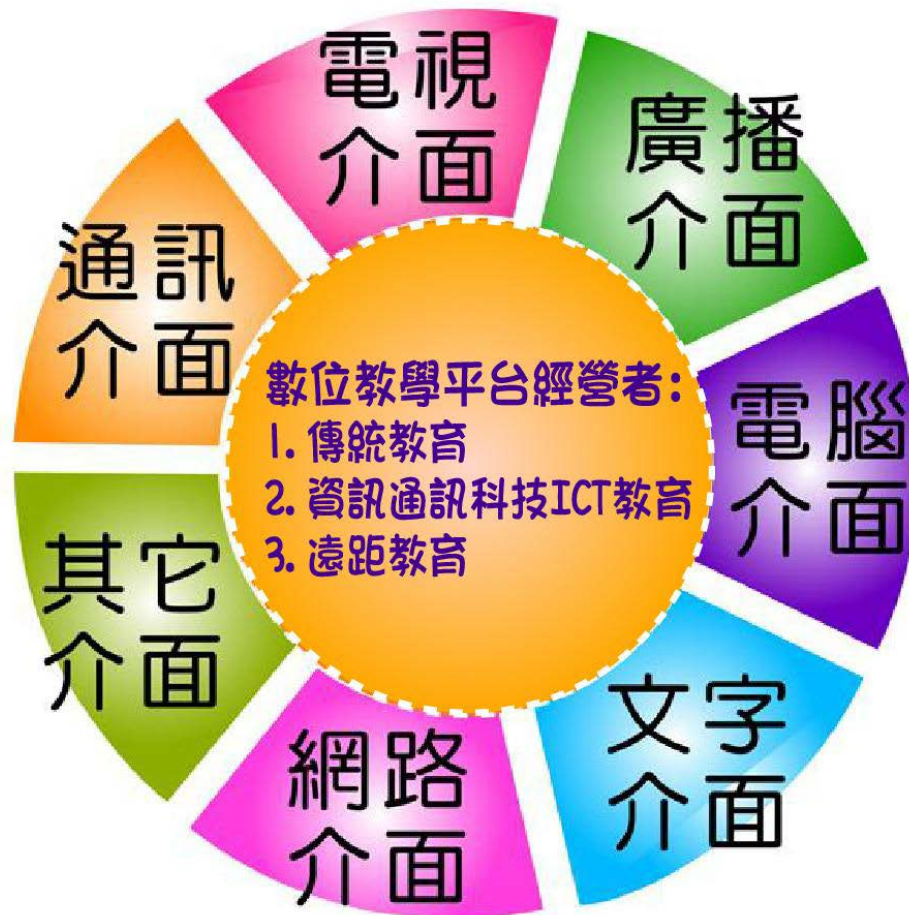 電視
介面
廣播
介面
電腦
介面
文字
介面
網路
介面
其它
介面
通訊
介面
數位教學平台經營者：
1. 傳統教育
2. 資訊通訊科技ICT教育
3. 遠距教育